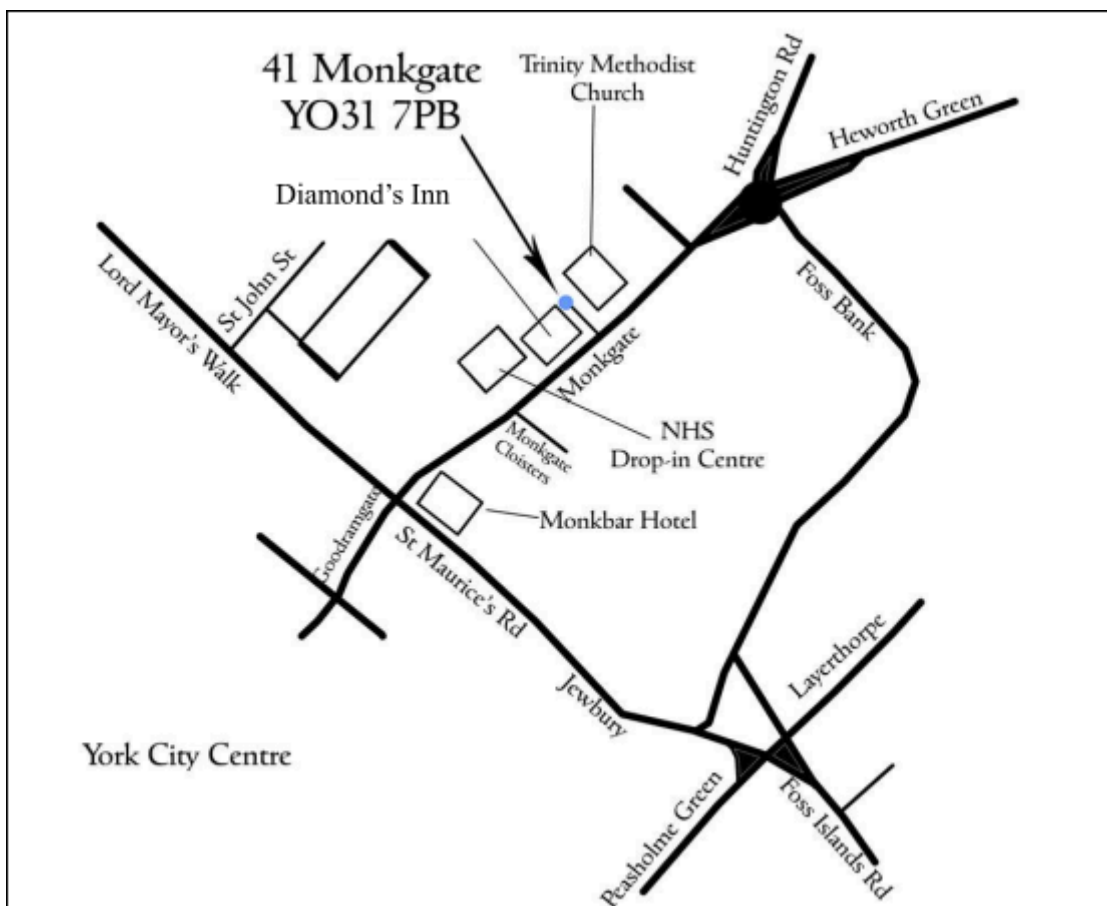 41 Monkgate
YO31 7PB
Trinity Methodist
Church
Diamond's Inn
Huntington Rd
Heworth Green
Lord Mayor's Walk
St John St
Foss Bank
Monkgate
Monkgate
Cloisters
NHS
Drop-in Centre
Monkbar Hotel
Goodramgate
St Maurice's Rd
Jewbury
Layerthorpe
York City Centre
Peasholme Green
Foss Islands Rd